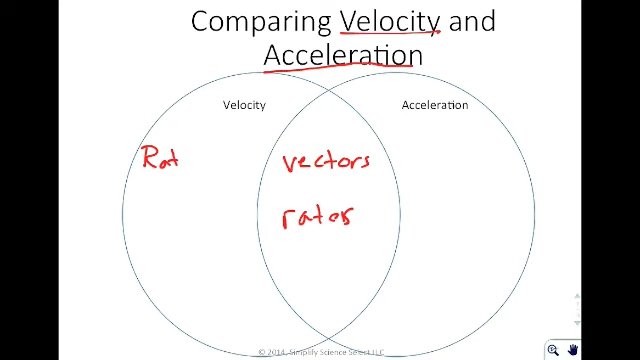 Comparing Velocity and
Acceleration
Velocity
Acceleration
Rat
vectors
rates
© 2014, Simplify Science Select LLC